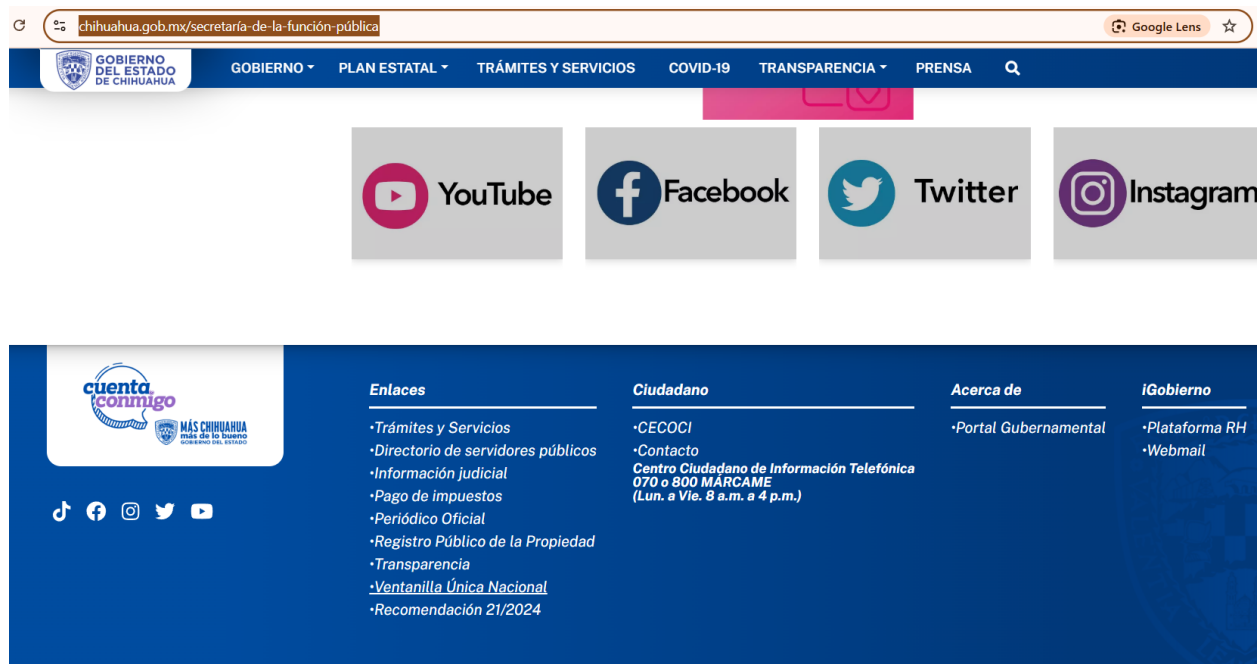 chihuahua.gob.mx/secretaría-de-la-función-pública
Google Lens
GOBIERNO
DEL ESTADO
DE CHIHUAHUA
GOBIERNO
PLAN ESTATAL
TRÁMITES Y SERVICIOS
COVID-19
TRANSPARENCIA
PRENSA
YouTube
Facebook
Twitter
Instagram
cuenta
conmigo
MÁS CHIHUAHUA
más de lo bueno
GOBIERNO DEL ESTADO
Enlaces
•Trámites y Servicios
•Directorio de servidores públicos
•Información judicial
•Pago de impuestos
•Periódico Oficial
•Registro Público de la Propiedad
•Transparencia
•Ventanilla Única Nacional
•Recomendación 21/2024
Ciudadano
•CECOCI
•Contacto
Centro Ciudadano de Información Telefónica
070 o 800 MÁRCAME
(Lun. a Vie. 8 a.m. a 4 p.m.)
Acerca de
•Portal Gubernamental
iGobierno
•Plataforma RH
•Webmail